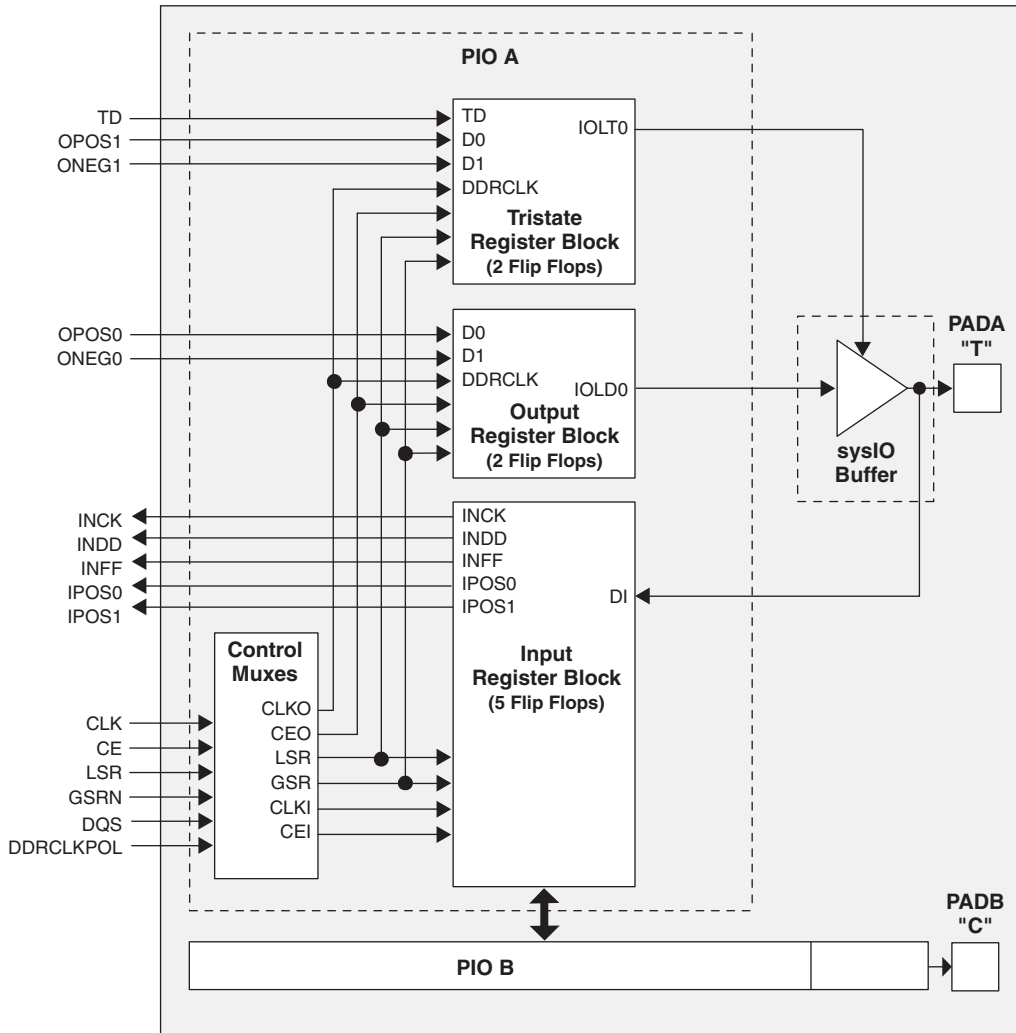 PIO A
TD
OPOS1
ONEG1
TD
D0
D1
DDRCLK
IOLT0
Tristate
Register Block
(2 Flip Flops)
OPOS0
ONEG0
D0
D1
DDRCLK
IOLD0
Output
Register Block
(2 Flip Flops)
PADA
"T"
sysIO
Buffer
INCK
INDD
INFF
IPOS0
IPOS1
INCK
INDD
INFF
IPOS0
IPOS1
DI
Input
Register Block
(5 Flip Flops)
Control
Muxes
CLKO
CEO
LSR
GSR
CLKI
CEI
CLK
CE
LSR
GSRN
DQS
DDRCLKPOL
PIO B
PADB
"C"